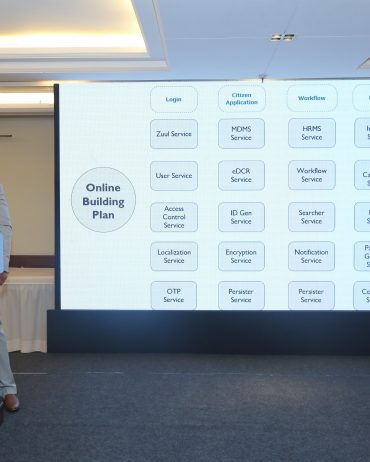 Login
Citizen
Application
Workflow
Zuul Service
MDMS
Service
HRMS
Service
User Service
eDCR
Service
Workflow
Service
Online
Building
Plan
Access
Control
Service
ID Gen
Service
Searcher
Service
Localization
Service
Encryption
Service
Notification
Service
OTP
Service
Persister
Service
Persister
Service